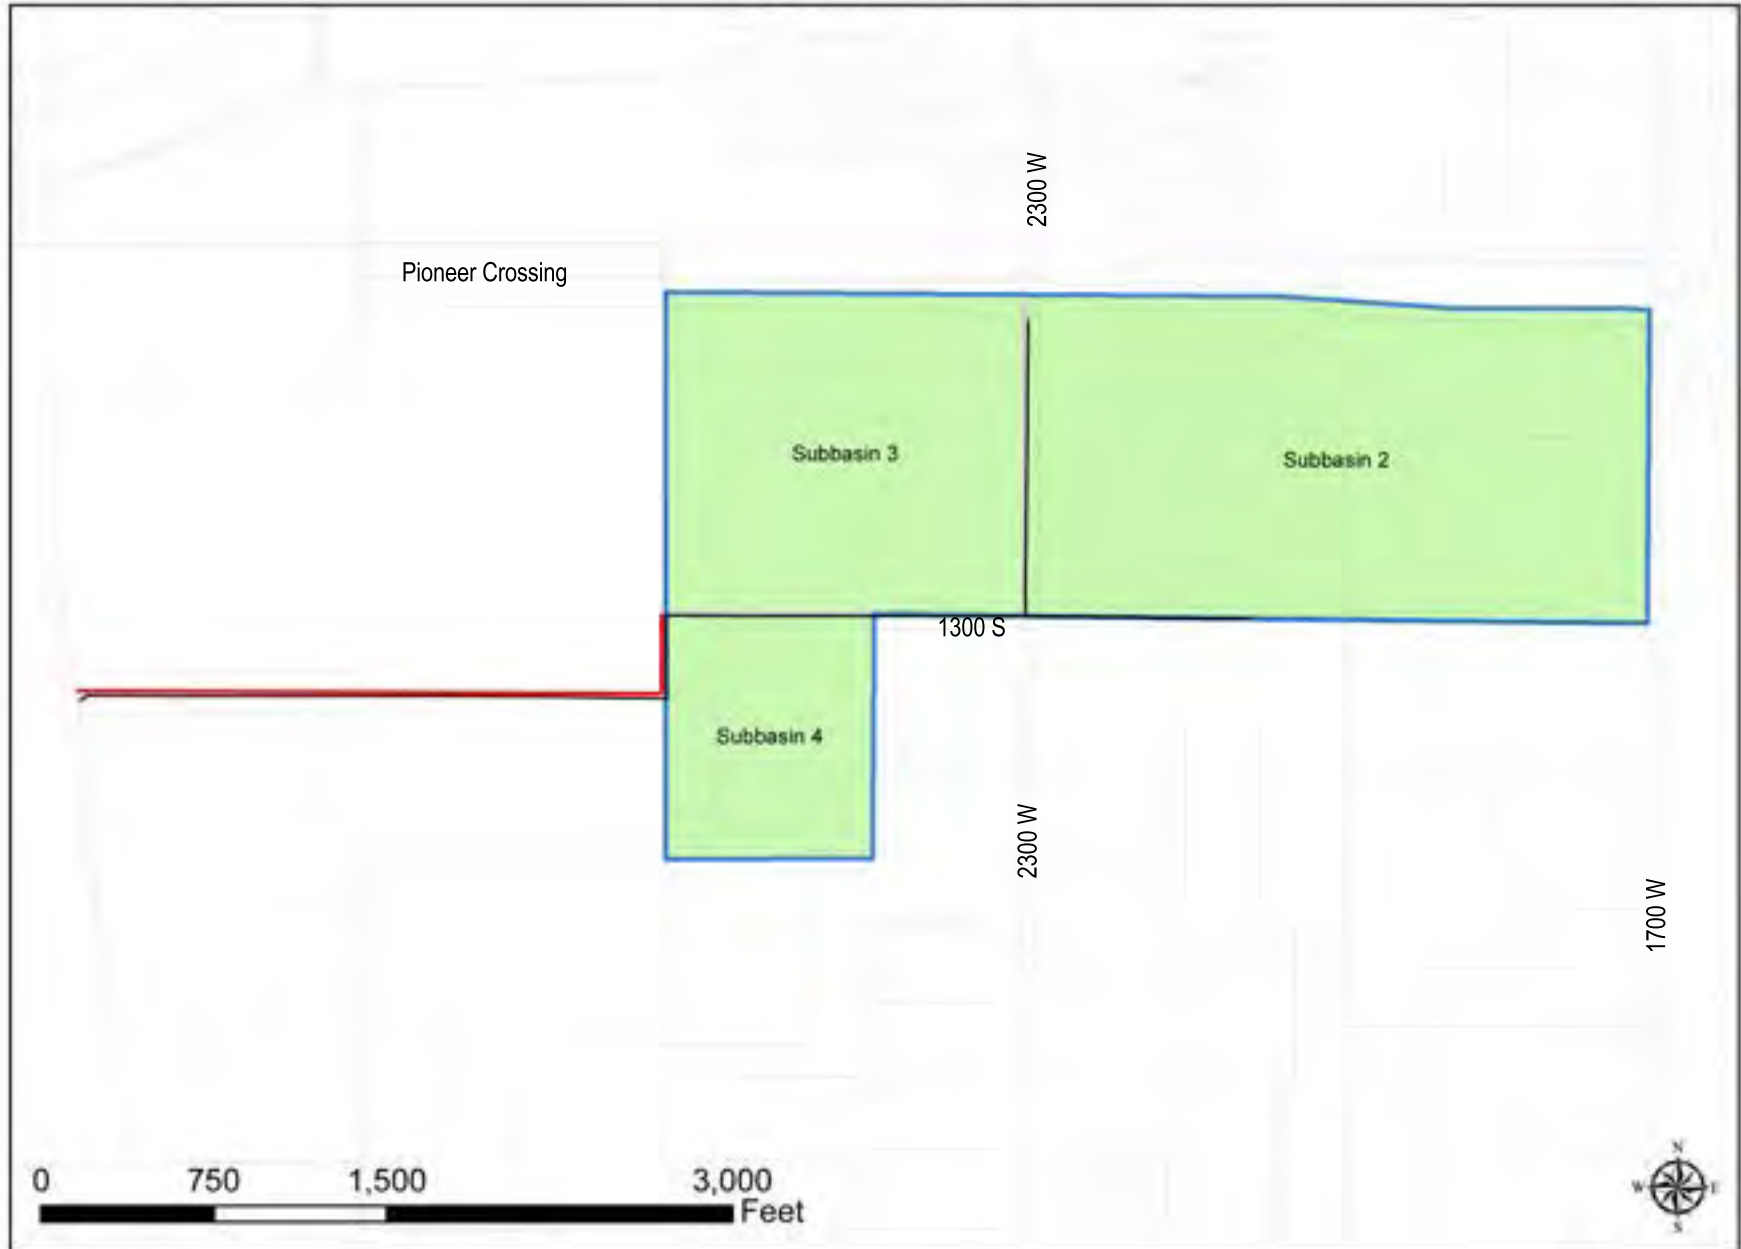 2300 W
Pioneer Crossing
Subbasin 3
Subbasin 2
1300 S
Subbasin 4
2300 W
1700 W
0 750 1,500 3,000
Feet
N
W E
S